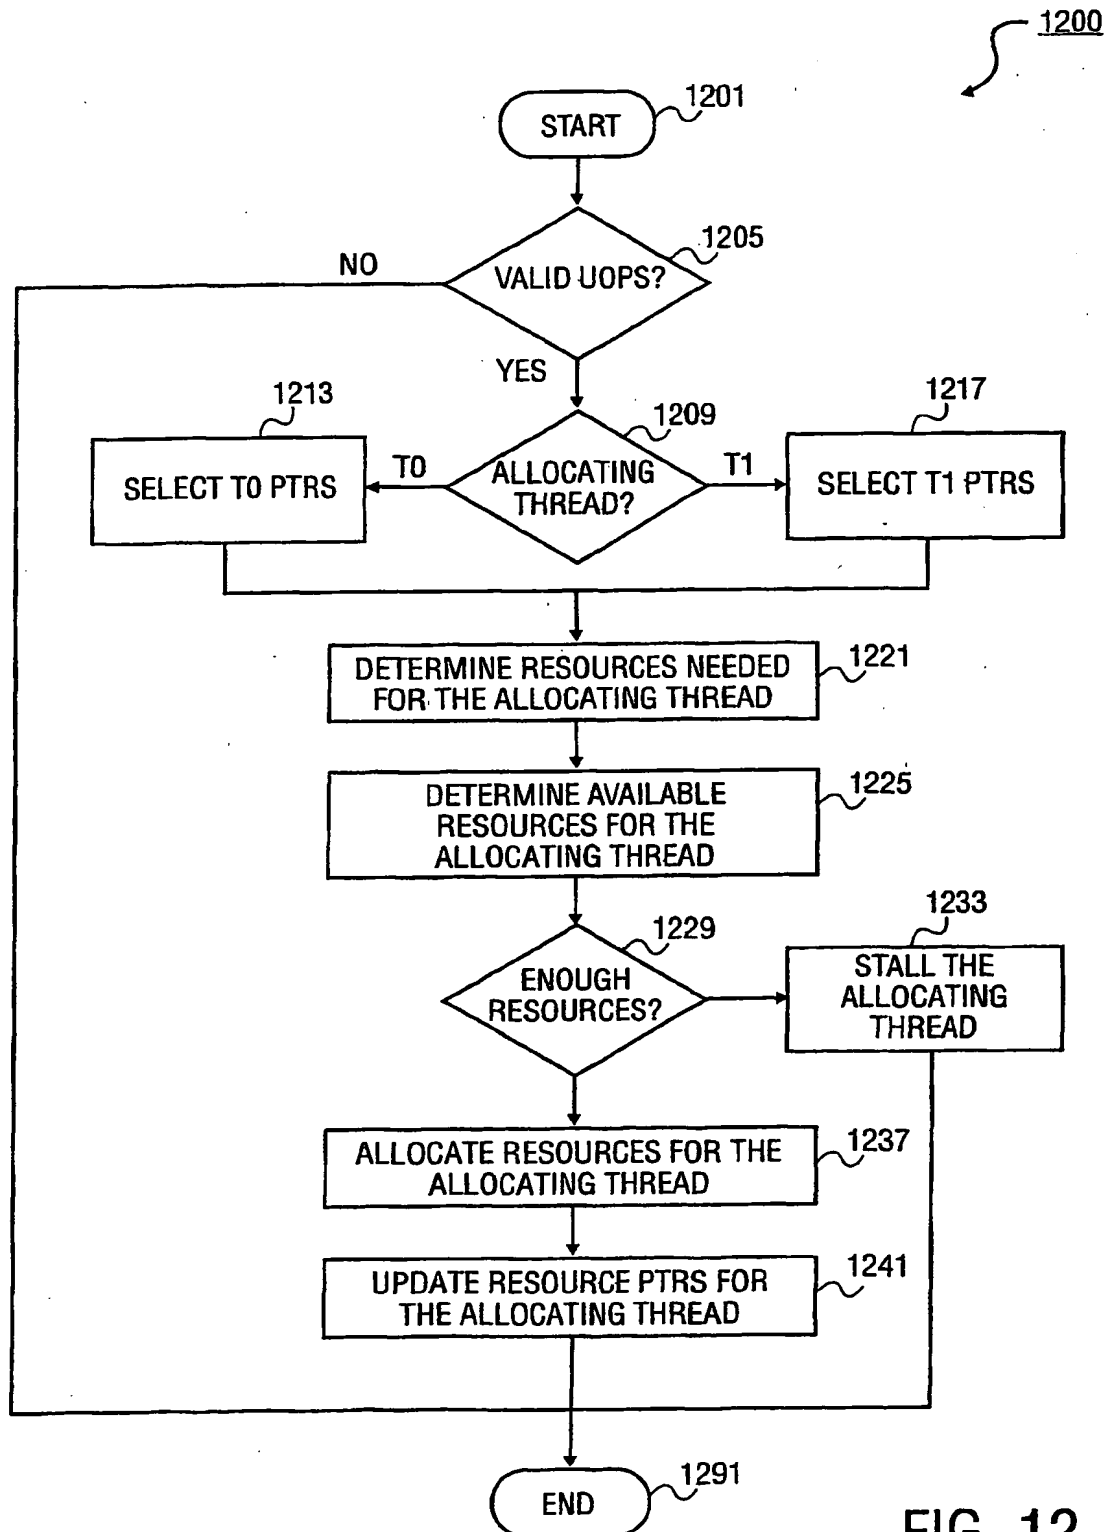 1200
1201
START
1205
NO
VALID UOPS?
YES
1213
1209
1217
SELECT T0 PTRS
T0
ALLOCATING
THREAD?
T1
SELECT T1 PTRS
1221
DETERMINE RESOURCES NEEDED
FOR THE ALLOCATING THREAD
1225
DETERMINE AVAILABLE
RESOURCES FOR THE
ALLOCATING THREAD
1229
1233
ENOUGH
RESOURCES?
STALL THE
ALLOCATING
THREAD
1237
ALLOCATE RESOURCES FOR THE
ALLOCATING THREAD
1241
UPDATE RESOURCE PTRS FOR
THE ALLOCATING THREAD
1291
END
FIG. 12